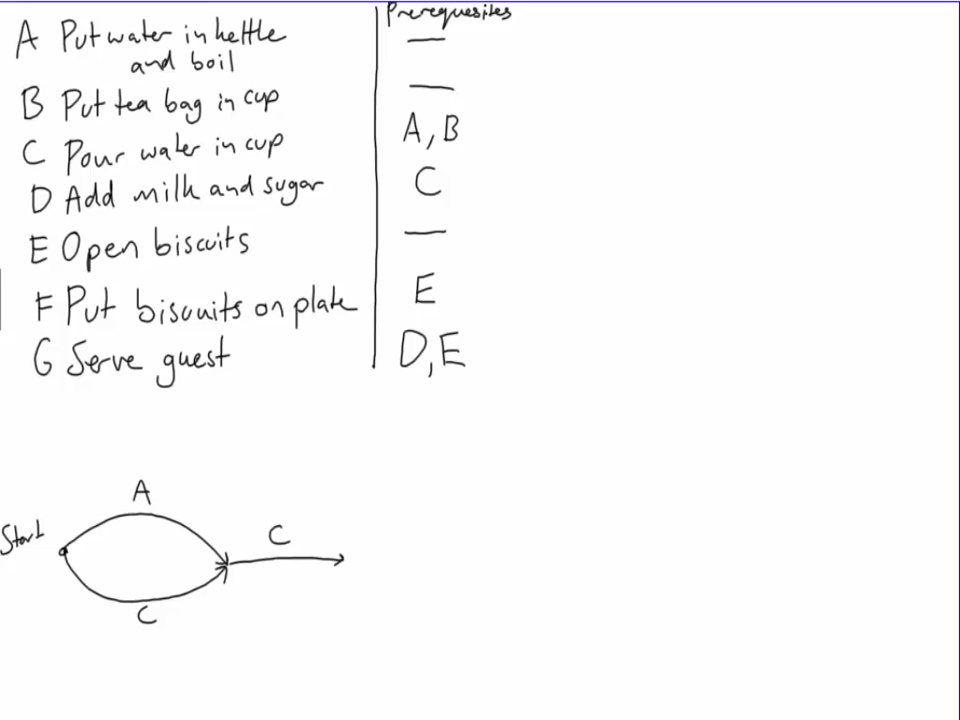 Prerequesites
A Put water in kettle —
and boil
B Put tea bag in cup —
C Pour water in cup A, B
D Add milk and sugar C
E Open biscuits —
F Put biscuits on plate E
G Serve guest D, E
A
Start
C
C